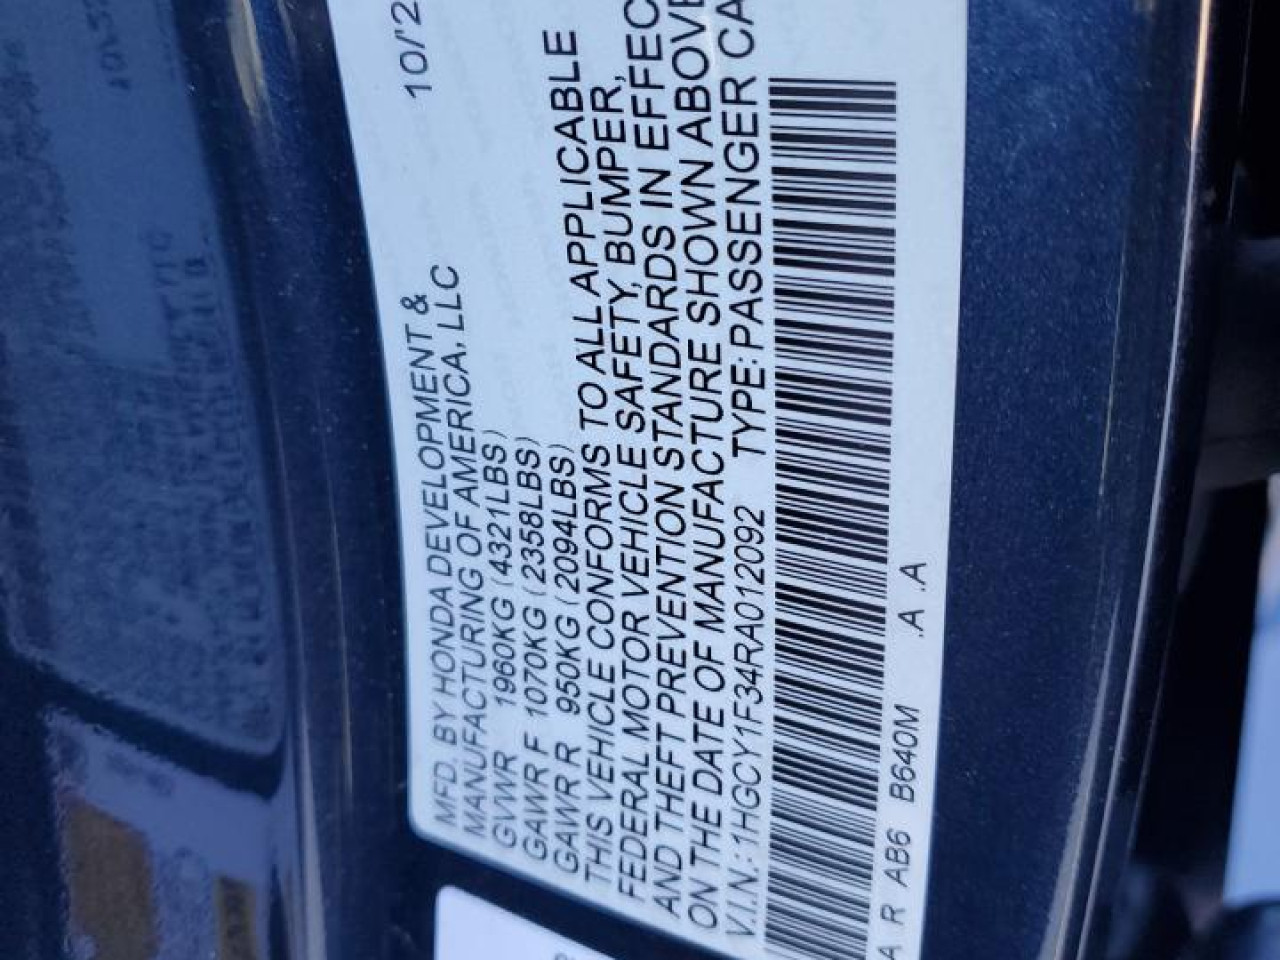 MFD. BY HONDA DEVELOPMENT &
MANUFACTURING OF AMERICA, LLC 10/'2
GVWR 1960KG (4321LBS)
GAWR F 1070KG (2358LBS)
GAWR R 950KG (2094LBS)
THIS VEHICLE CONFORMS TO ALL APPLICABLE
FEDERAL MOTOR VEHICLE SAFETY, BUMPER,
AND THEFT PREVENTION STANDARDS IN EFFEC
ON THE DATE OF MANUFACTURE SHOWN ABOVE
V.I.N.: 1HGCY1F34RA012092 TYPE: PASSENGER CA
A R AB6 B640M .A .A